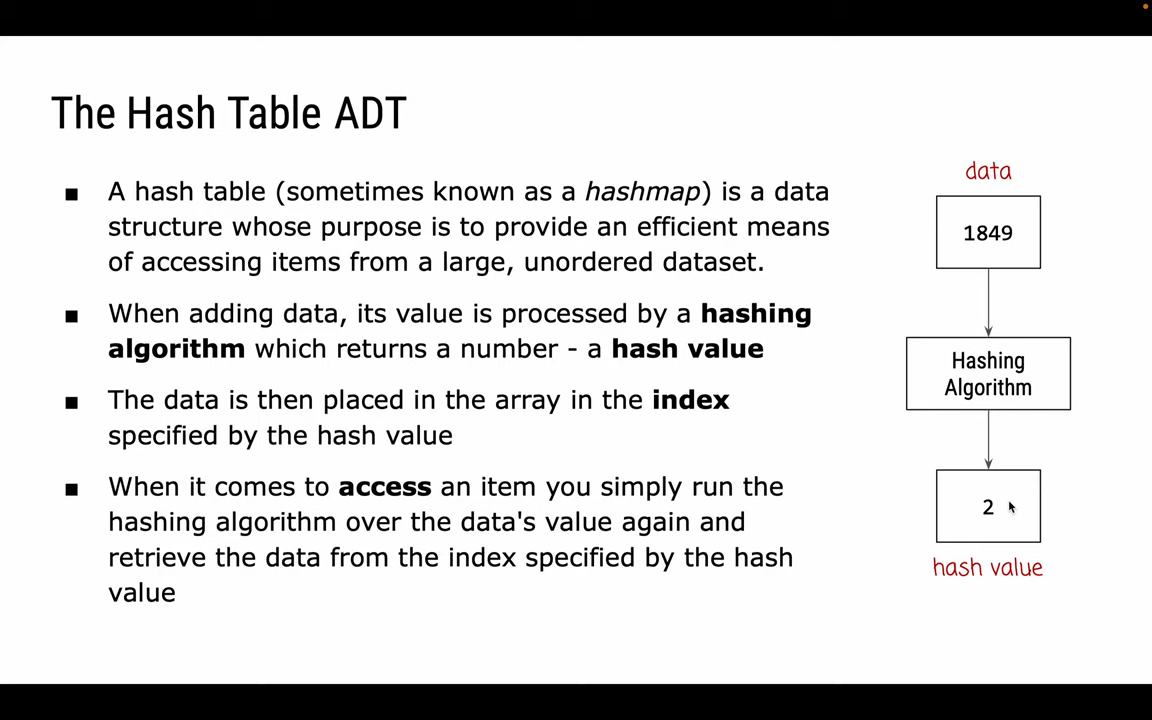 The Hash Table ADT
■ A hash table (sometimes known as a hashmap) is a data
structure whose purpose is to provide an efficient means
of accessing items from a large, unordered dataset.
■ When adding data, its value is processed by a hashing
algorithm which returns a number - a hash value
■ The data is then placed in the array in the index
specified by the hash value
■ When it comes to access an item you simply run the
hashing algorithm over the data's value again and
retrieve the data from the index specified by the hash
value
data
1849
Hashing
Algorithm
2
hash value